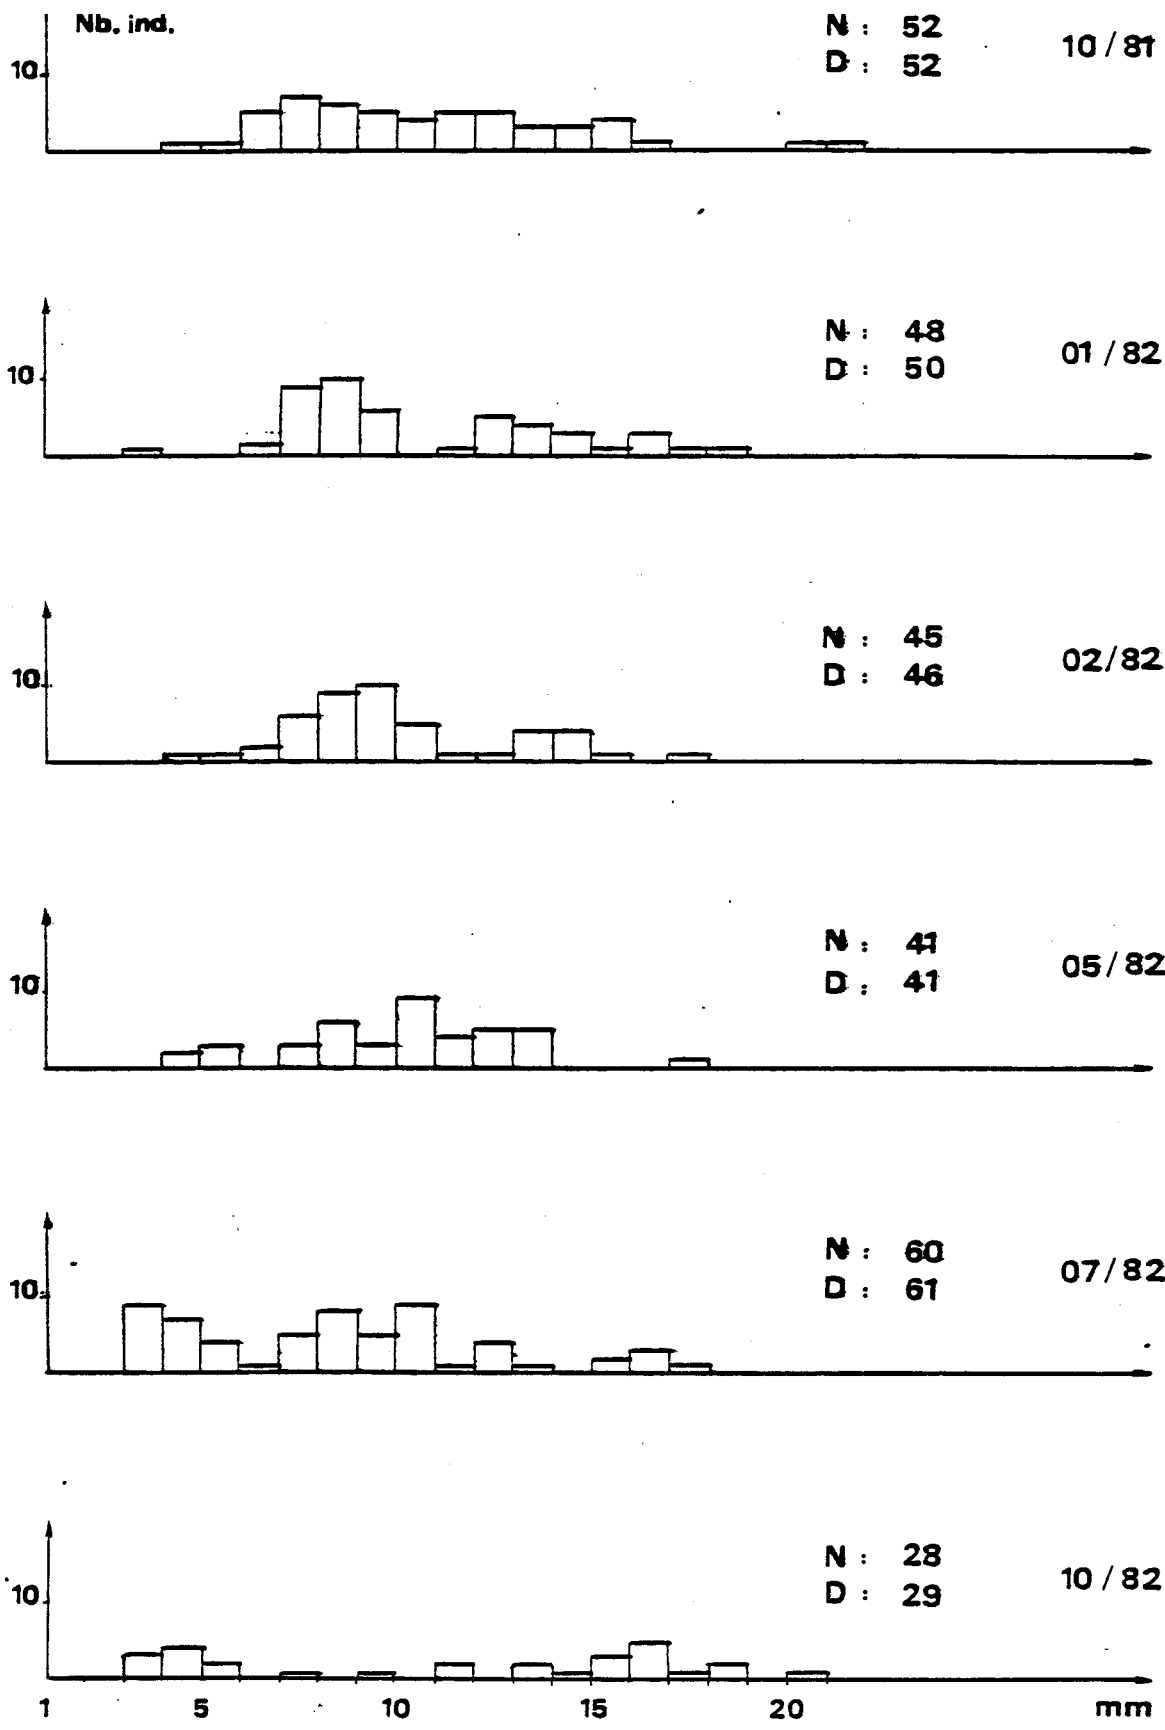 Nb. ind.
N : 52
10/81
D : 52
10
N : 48
01/82
D : 50
10
N : 45
02/82
D : 46
10
N : 41
05/82
D : 41
10
N : 60
07/82
D : 61
10
N : 28
10/82
D : 29
10
1 5 10 15 20 mm